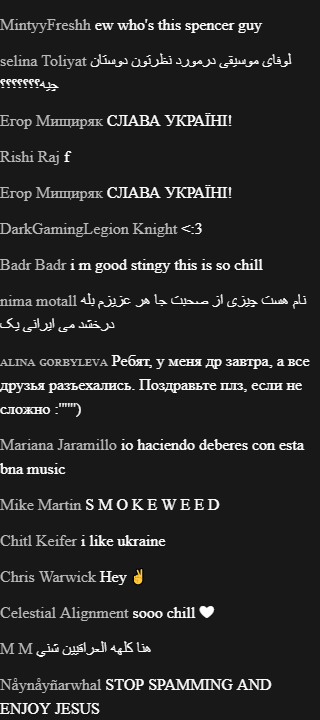 MintyyFreshh ew who's this spencer guy
selina Toliyat لوفای موسیقی درمورد نظرتون دوستان
چیه؟؟؟؟؟؟؟
Егор Мищиряк СЛАВА УКРАЇНІ!
Rishi Raj f
Егор Мищиряк СЛАВА УКРАЇНІ!
DarkGamingLegion Knight <:3
Badr Badr i m good stingy this is so chill
nima motall نام هست چیزی از صحبت جا هر عزیزم بله
درخشد می ایرانی یک
ALINA GORBYLEVA Ребят, у меня др завтра, а все
друзья разъехались. Поздравьте плз, если не
сложно :'""")
Mariana Jaramillo io haciendo deberes con esta
bna music
Mike Martin S M O K E W E E D
Chitl Keifer i like ukraine
Chris Warwick Hey ✌
Celestial Alignment sooo chill 🤍
M M هنا كلهه العراقيين شني
Nåynåyñarwhal STOP SPAMMING AND
ENJOY JESUS